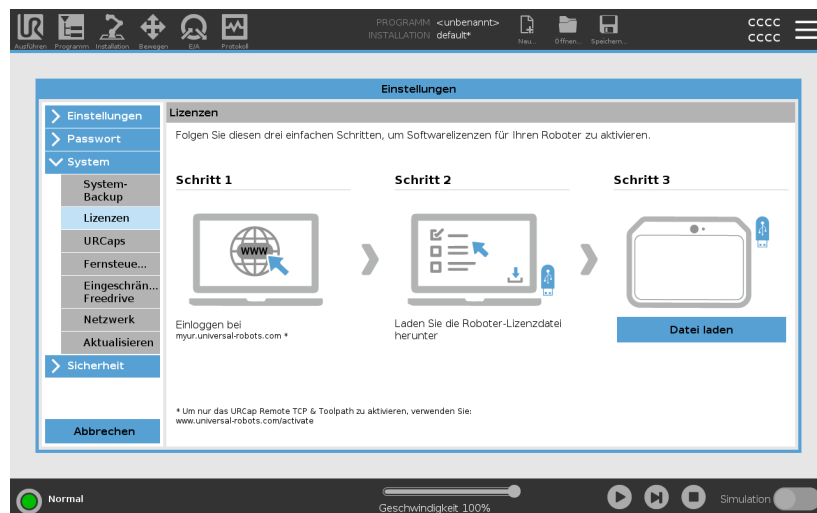 PROGRAMM <unbenannt>
INSTALLATION default*
UR
Ausführen Programm Installation Bewegen E/A Protokoll
Neu... Öffnen... Speichern...
CCCC
CCCC
Einstellungen
Einstellungen
Passwort
System
System-
Backup
Lizenzen
URCaps
Fernsteue...
Eingeschrän...
Freedrive
Netzwerk
Aktualisieren
Sicherheit
Abbrechen
Lizenzen
Folgen Sie diesen drei einfachen Schritten, um Softwarelizenzen für Ihren Roboter zu aktivieren.
Schritt 1
WWW
Einloggen bei
myur.universal-robots.com *
Schritt 2
Laden Sie die Roboter-Lizenzdatei
herunter
Schritt 3
Datei laden
* Um nur das URCap Remote TCP & Toolpath zu aktivieren, verwenden Sie:
www.universal-robots.com/activate
Normal
Geschwindigkeit 100%
Simulation